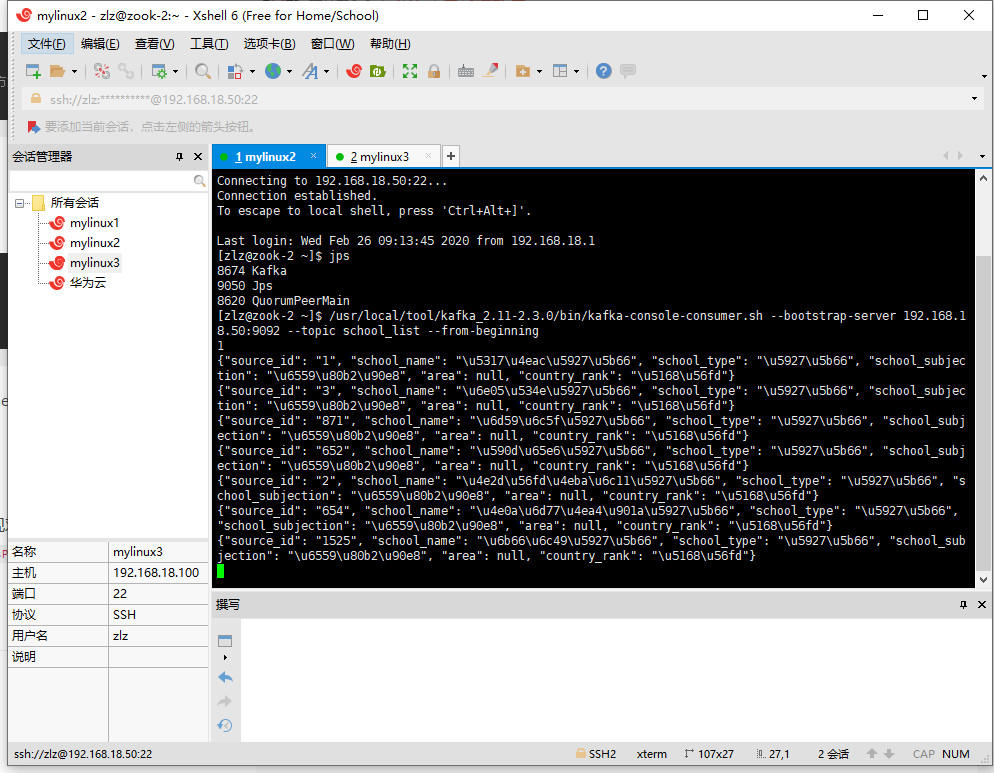 mylinux2 - zlz@zook-2:~ - Xshell 6 (Free for Home/School)
文件(F) 编辑(E) 查看(V) 工具(T) 选项卡(B) 窗口(W) 帮助(H)
ssh://zlz:**********@192.168.18.50:22
要添加当前会话，点击左侧的箭头按钮。
会话管理器
所有会话
mylinux1
mylinux2
mylinux3
华为云
名称 mylinux3
主机 192.168.18.100
端口 22
协议 SSH
用户名 zlz
说明
1 mylinux2
2 mylinux3
Connecting to 192.168.18.50:22...
Connection established.
To escape to local shell, press 'Ctrl+Alt+]'.
Last login: Wed Feb 26 09:13:45 2020 from 192.168.18.1
[zlz@zook-2 ~]$ jps
8674 Kafka
9050 Jps
8620 QuorumPeerMain
[zlz@zook-2 ~]$ /usr/local/tool/kafka_2.11-2.3.0/bin/kafka-console-consumer.sh --bootstrap-server 192.168.1
8.50:9092 --topic school_list --from-beginning
1
{"source_id": "1", "school_name": "\u5317\u4eac\u5927\u5b66", "school_type": "\u5927\u5b66", "school_subjec
tion": "\u6559\u80b2\u90e8", "area": null, "country_rank": "\u5168\u56fd"}
{"source_id": "3", "school_name": "\u6e05\u534e\u5927\u5b66", "school_type": "\u5927\u5b66", "school_subjec
tion": "\u6559\u80b2\u90e8", "area": null, "country_rank": "\u5168\u56fd"}
{"source_id": "871", "school_name": "\u6d59\u6c5f\u5927\u5b66", "school_type": "\u5927\u5b66", "school_subj
ection": "\u6559\u80b2\u90e8", "area": null, "country_rank": "\u5168\u56fd"}
{"source_id": "652", "school_name": "\u590d\u65e6\u5927\u5b66", "school_type": "\u5927\u5b66", "school_subj
ection": "\u6559\u80b2\u90e8", "area": null, "country_rank": "\u5168\u56fd"}
{"source_id": "2", "school_name": "\u4e2d\u56fd\u4eba\u6c11\u5927\u5b66", "school_type": "\u5927\u5b66", "s
chool_subjection": "\u6559\u80b2\u90e8", "area": null, "country_rank": "\u5168\u56fd"}
{"source_id": "654", "school_name": "\u4e0a\u6d77\u4ea4\u901a\u5927\u5b66", "school_type": "\u5927\u5b66",
"school_subjection": "\u6559\u80b2\u90e8", "area": null, "country_rank": "\u5168\u56fd"}
{"source_id": "1525", "school_name": "\u6b66\u6c49\u5927\u5b66", "school_type": "\u5927\u5b66", "school_sub
jection": "\u6559\u80b2\u90e8", "area": null, "country_rank": "\u5168\u56fd"}
撰写
ssh://zlz@192.168.18.50:22 SSH2 xterm 107x27 27,1 2 会话 CAP NUM